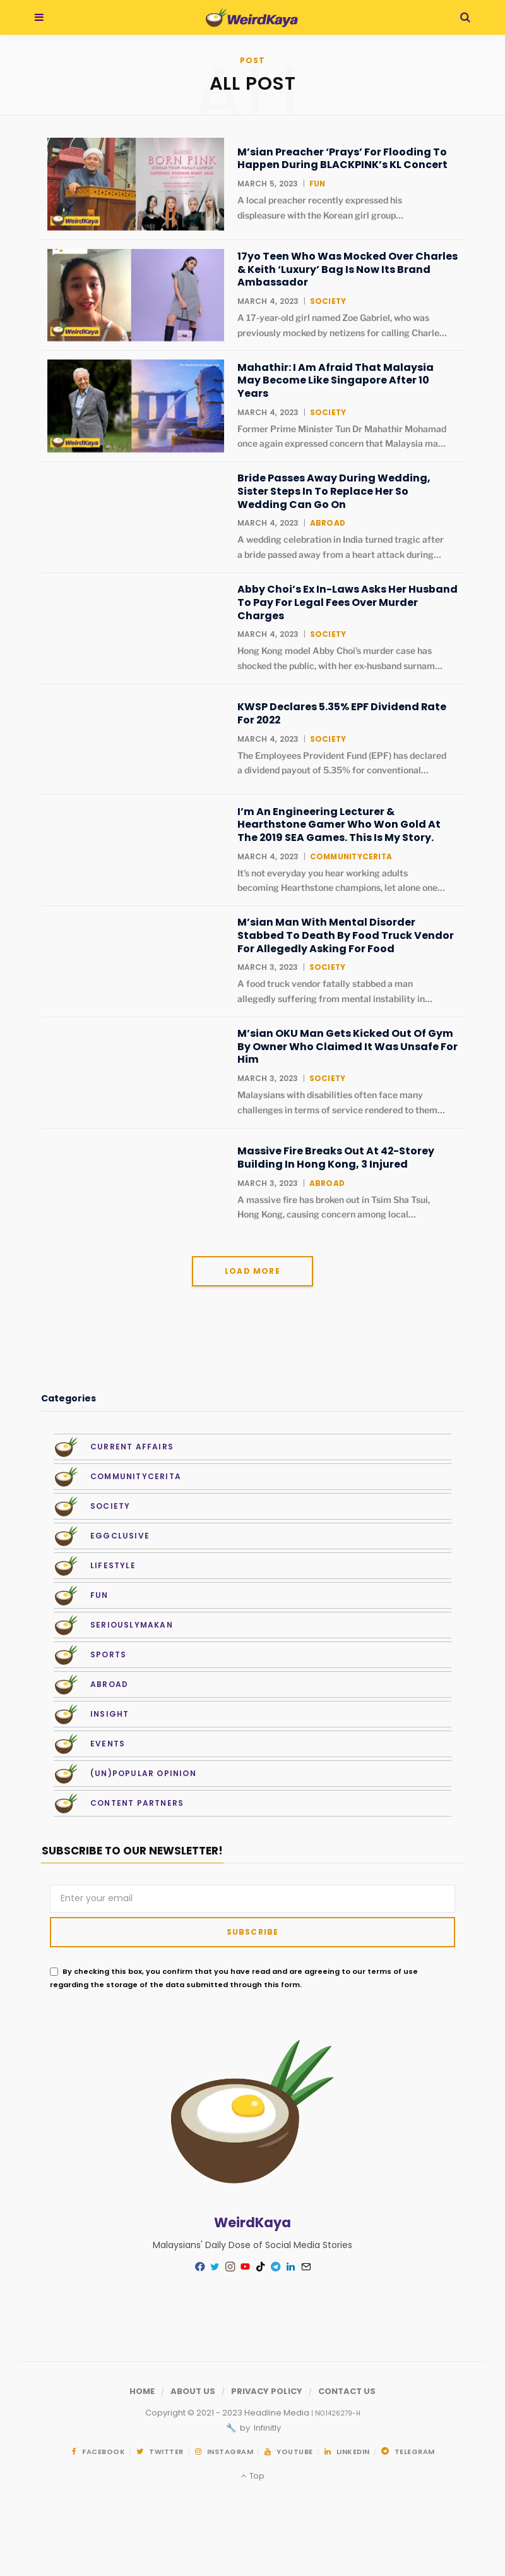 WeirdKaya
POST
ALL POST
BORN PINK
WeirdKaya
M'sian Preacher ‘Prays’ For Flooding To
Happen During BLACKPINK’s KL Concert
MARCH 5, 2023 | FUN
A local preacher recently expressed his
displeasure with the Korean girl group…
WeirdKaya
17yo Teen Who Was Mocked Over Charles
& Keith ‘Luxury’ Bag Is Now Its Brand
Ambassador
MARCH 4, 2023 | SOCIETY
A 17-year-old girl named Zoe Gabriel, who was
previously mocked by netizens for calling Charle…
WeirdKaya
Mahathir: I Am Afraid That Malaysia
May Become Like Singapore After 10
Years
MARCH 4, 2023 | SOCIETY
Former Prime Minister Tun Dr Mahathir Mohamad
once again expressed concern that Malaysia ma…
Bride Passes Away During Wedding,
Sister Steps In To Replace Her So
Wedding Can Go On
MARCH 4, 2023 | ABROAD
A wedding celebration in India turned tragic after
a bride passed away from a heart attack during…
Abby Choi’s Ex In-Laws Asks Her Husband
To Pay For Legal Fees Over Murder
Charges
MARCH 4, 2023 | SOCIETY
Hong Kong model Abby Choi’s murder case has
shocked the public, with her ex-husband surnam…
KWSP Declares 5.35% EPF Dividend Rate
For 2022
MARCH 4, 2023 | SOCIETY
The Employees Provident Fund (EPF) has declared
a dividend payout of 5.35% for conventional…
I’m An Engineering Lecturer &
Hearthstone Gamer Who Won Gold At
The 2019 SEA Games. This Is My Story.
MARCH 4, 2023 | COMMUNITYCERITA
It’s not everyday you hear working adults
becoming Hearthstone champions, let alone one…
M’sian Man With Mental Disorder
Stabbed To Death By Food Truck Vendor
For Allegedly Asking For Food
MARCH 3, 2023 | SOCIETY
A food truck vendor fatally stabbed a man
allegedly suffering from mental instability in…
M’sian OKU Man Gets Kicked Out Of Gym
By Owner Who Claimed It Was Unsafe For
Him
MARCH 3, 2023 | SOCIETY
Malaysians with disabilities often face many
challenges in terms of service rendered to them…
Massive Fire Breaks Out At 42-Storey
Building In Hong Kong, 3 Injured
MARCH 3, 2023 | ABROAD
A massive fire has broken out in Tsim Sha Tsui,
Hong Kong, causing concern among local…
LOAD MORE
Categories
CURRENT AFFAIRS
COMMUNITYCERITA
SOCIETY
EGGCLUSIVE
LIFESTYLE
FUN
SERIOUSLYMAKAN
SPORTS
ABROAD
INSIGHT
EVENTS
(UN)POPULAR OPINION
CONTENT PARTNERS
SUBSCRIBE TO OUR NEWSLETTER!
Enter your email
SUBSCRIBE
By checking this box, you confirm that you have read and are agreeing to our terms of use
regarding the storage of the data submitted through this form.
WeirdKaya
Malaysians' Daily Dose of Social Media Stories
HOME / ABOUT US / PRIVACY POLICY / CONTACT US
Copyright © 2021 - 2023 Headline Media | NO.1426279-H
by Infinitly
FACEBOOK / TWITTER / INSTAGRAM / YOUTUBE / LINKEDIN / TELEGRAM
Top